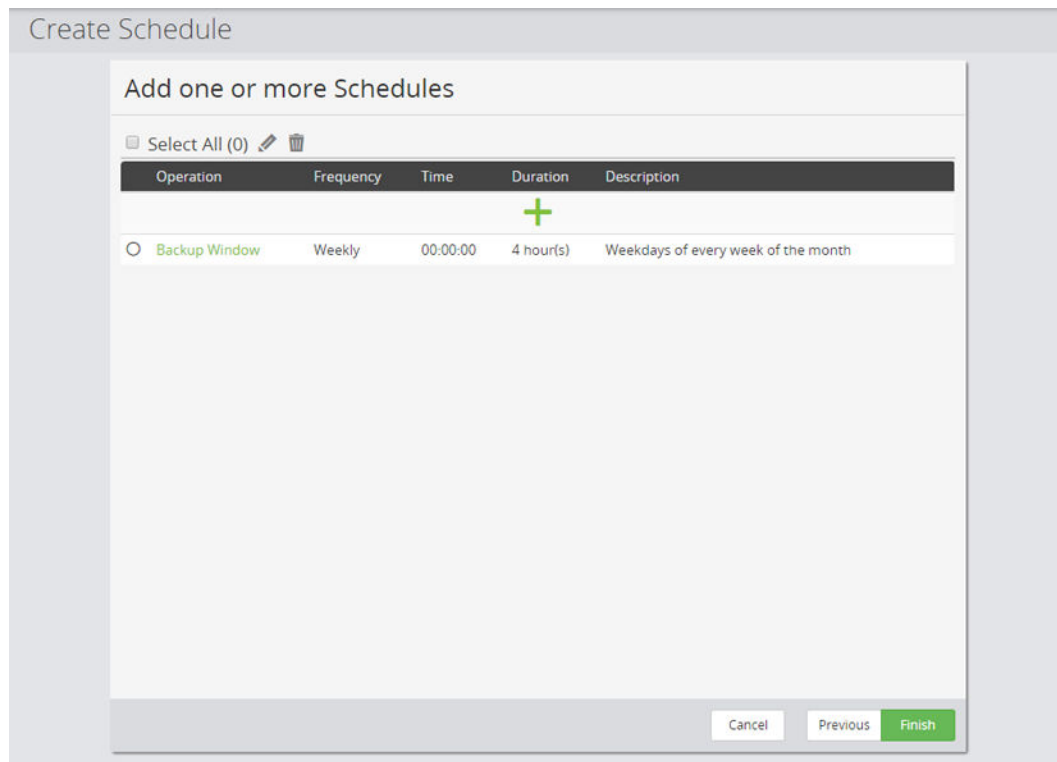 Create Schedule
Add one or more Schedules
Select All (0)
Operation Frequency Time Duration Description
Backup Window Weekly 00:00:00 4 hour(s) Weekdays of every week of the month
Cancel Previous Finish